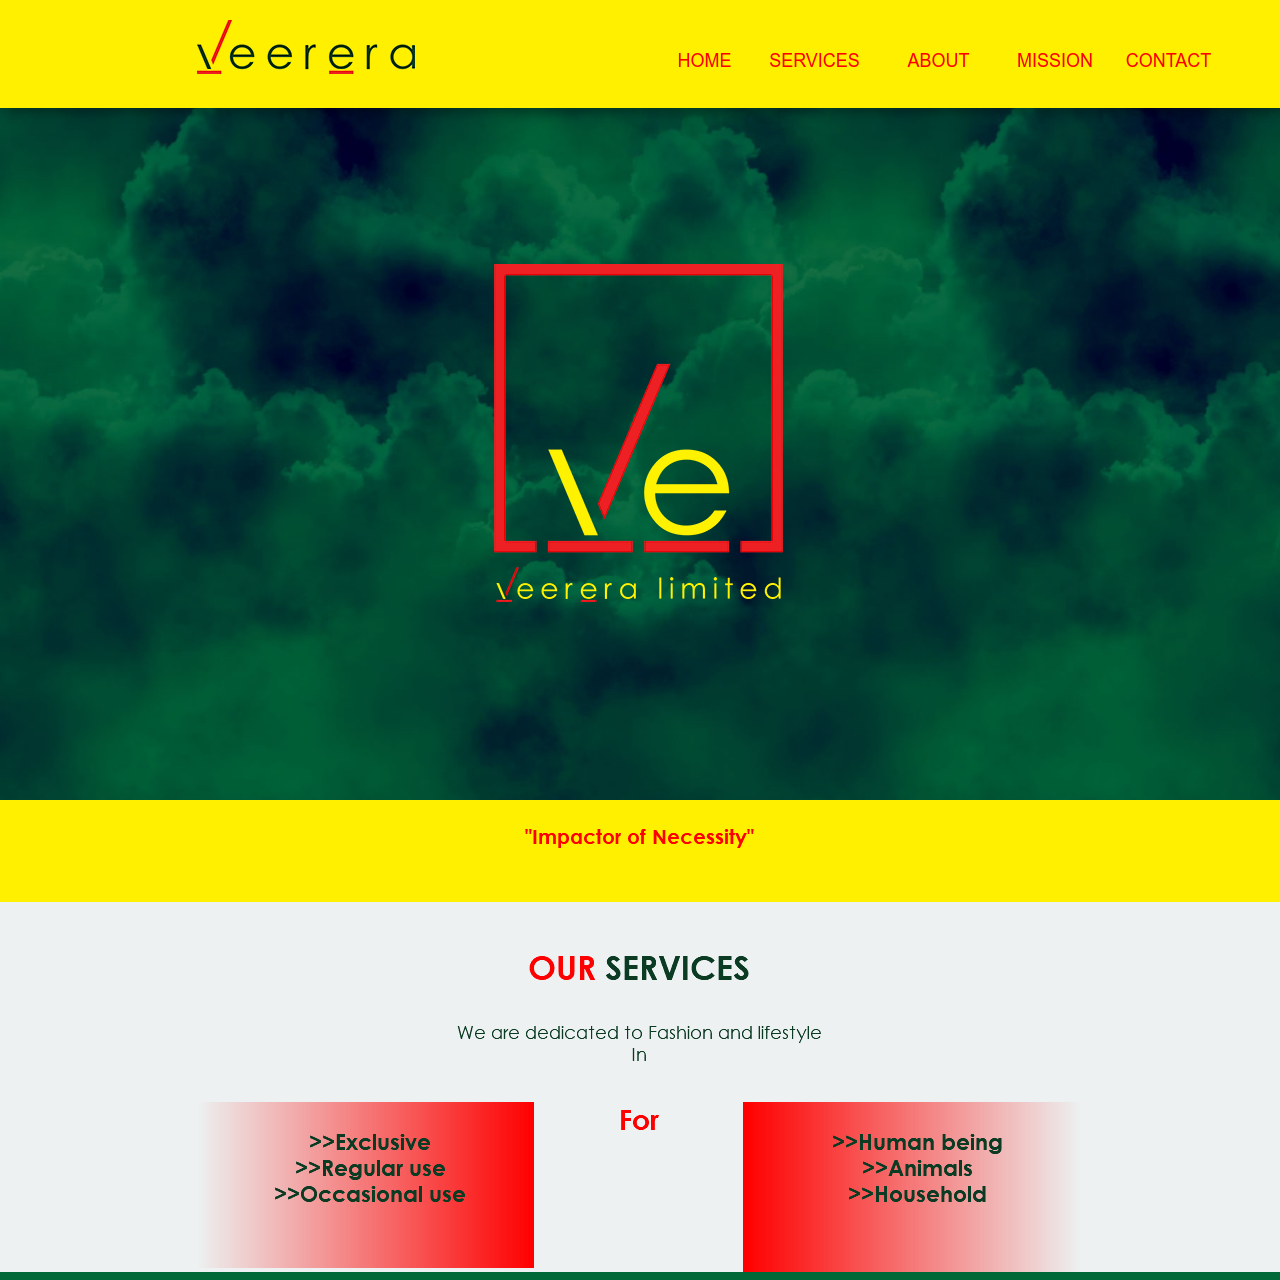 veerera
HOME SERVICES ABOUT MISSION CONTACT
ve
veerera limited
"Impactor of Necessity"
OUR SERVICES
We are dedicated to Fashion and lifestyle
In
>>Exclusive
>>Regular use
>>Occasional use
For
>>Human being
>>Animals
>>Household